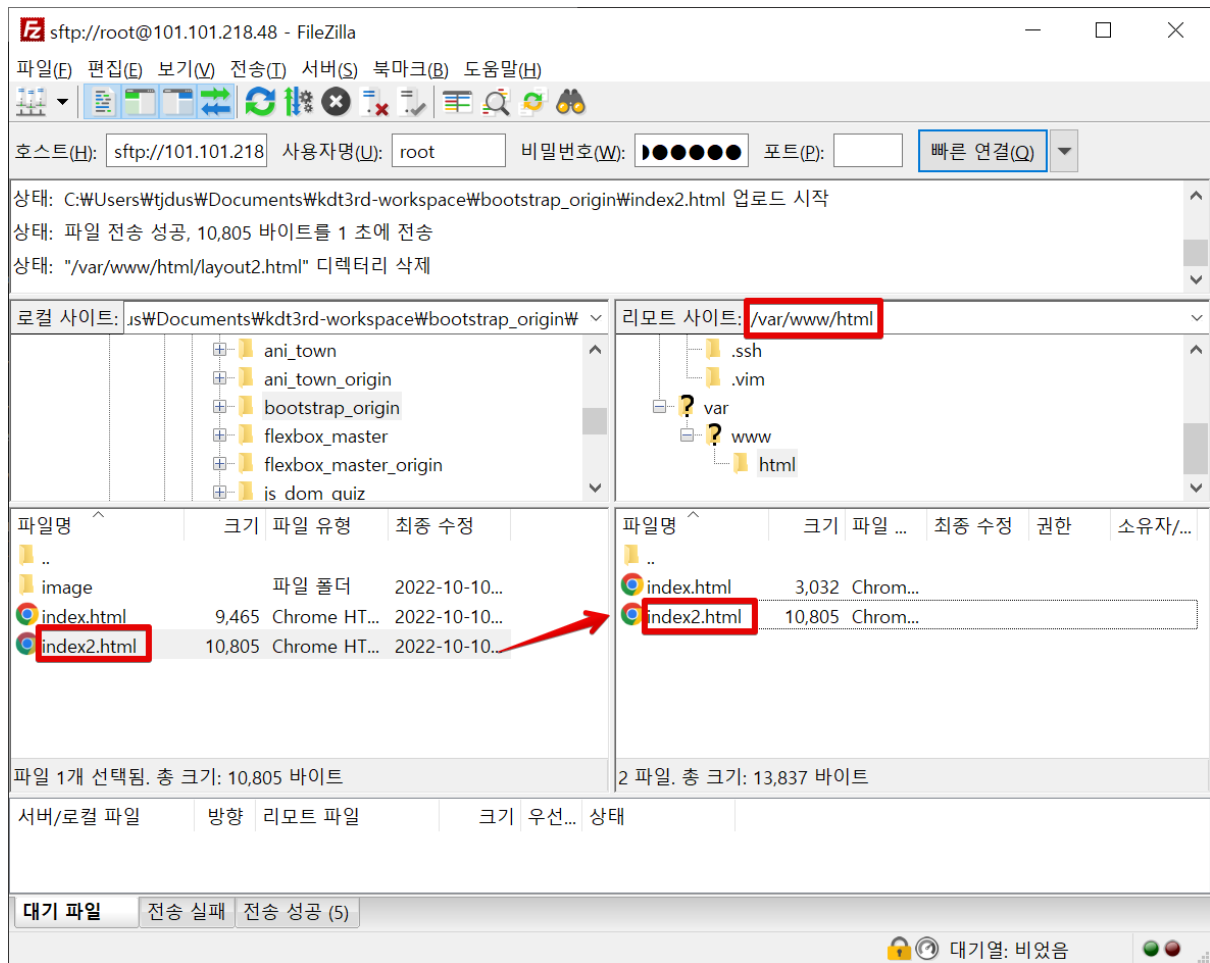 sftp://root@101.101.218.48 - FileZilla
파일(F) 편집(E) 보기(V) 전송(T) 서버(S) 북마크(B) 도움말(H)
호스트(H): sftp://101.101.218 사용자명(U): root 비밀번호(W): ●●●●●● 포트(P): 빠른 연결(Q)
상태: C:₩Users₩tjdus₩Documents₩kdt3rd-workspace₩bootstrap_origin₩index2.html 업로드 시작
상태: 파일 전송 성공, 10,805 바이트를 1 초에 전송
상태: "/var/www/html/layout2.html" 디렉터리 삭제
로컬 사이트: us₩Documents₩kdt3rd-workspace₩bootstrap_origin₩
ani_town
ani_town_origin
bootstrap_origin
flexbox_master
flexbox_master_origin
js_dom_quiz
리모트 사이트: /var/www/html
.ssh
.vim
var
www
html
파일명 크기 파일 유형 최종 수정
..
image 파일 폴더 2022-10-10...
index.html 9,465 Chrome HT... 2022-10-10...
index2.html 10,805 Chrome HT... 2022-10-10...
파일 1개 선택됨. 총 크기: 10,805 바이트
파일명 크기 파일 ... 최종 수정 권한 소유자/...
..
index.html 3,032 Chrom...
index2.html 10,805 Chrom...
2 파일. 총 크기: 13,837 바이트
서버/로컬 파일 방향 리모트 파일 크기 우선... 상태
대기 파일 전송 실패 전송 성공 (5)
대기열: 비었음